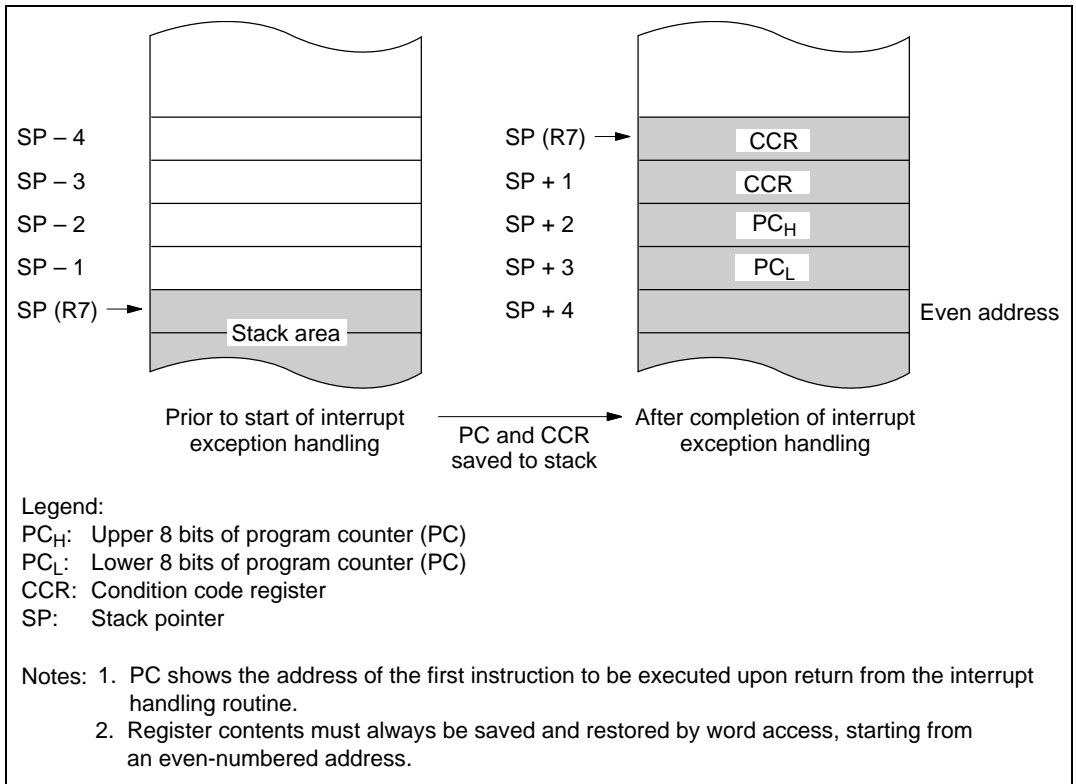 SP – 4
SP – 3
SP – 2
SP – 1
SP (R7)
Stack area
SP (R7)
SP + 1
SP + 2
SP + 3
SP + 4
CCR
CCR
PCH
PCL
Even address
Prior to start of interrupt
exception handling
PC and CCR
saved to stack
After completion of interrupt
exception handling
Legend:
PCH: Upper 8 bits of program counter (PC)
PCL: Lower 8 bits of program counter (PC)
CCR: Condition code register
SP: Stack pointer
Notes: 1. PC shows the address of the first instruction to be executed upon return from the interrupt
handling routine.
2. Register contents must always be saved and restored by word access, starting from
an even-numbered address.